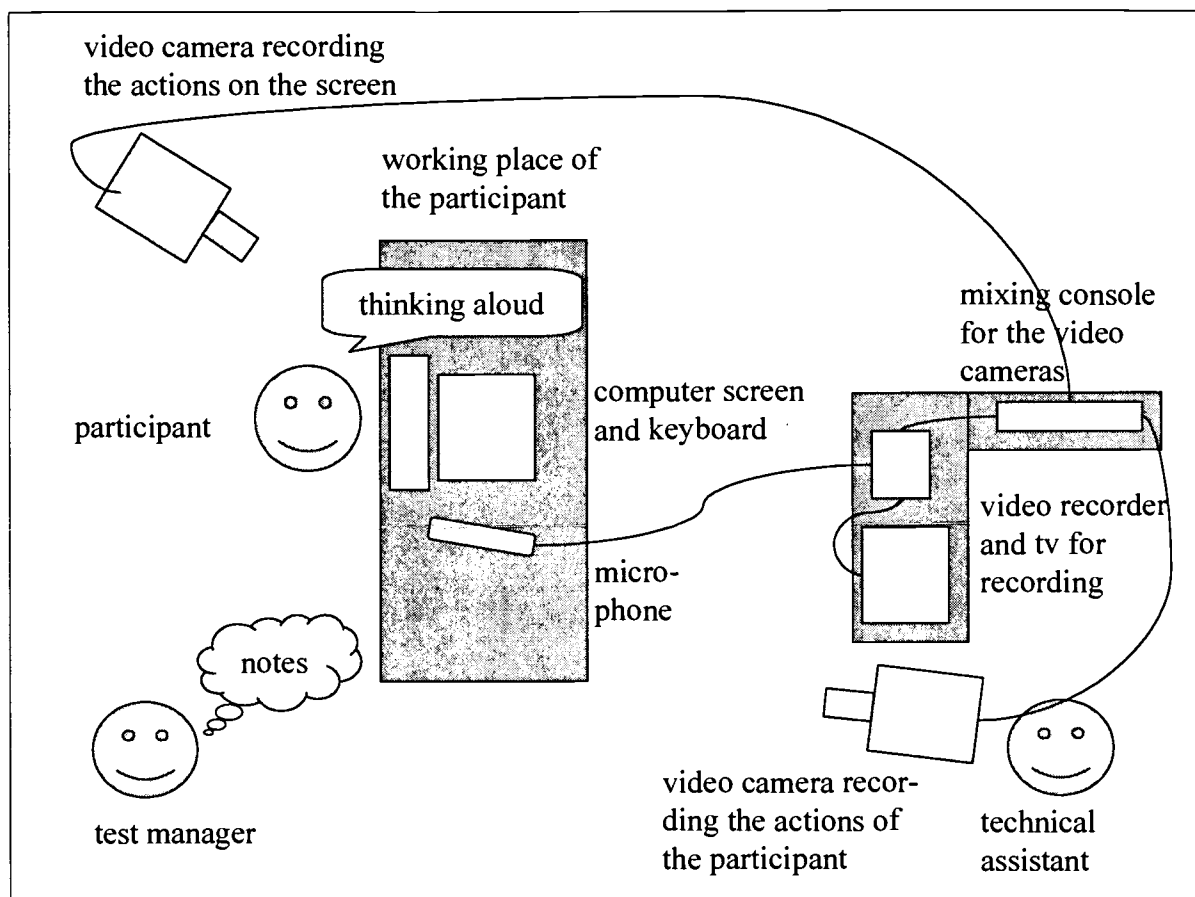 video camera recording
the actions on the screen
working place of
the participant
thinking aloud
mixing console
for the video
cameras
participant
computer screen
and keyboard
video recorder
and tv for
recording
micro-
phone
notes
test manager
video camera recor-
ding the actions of
the participant
technical
assistant